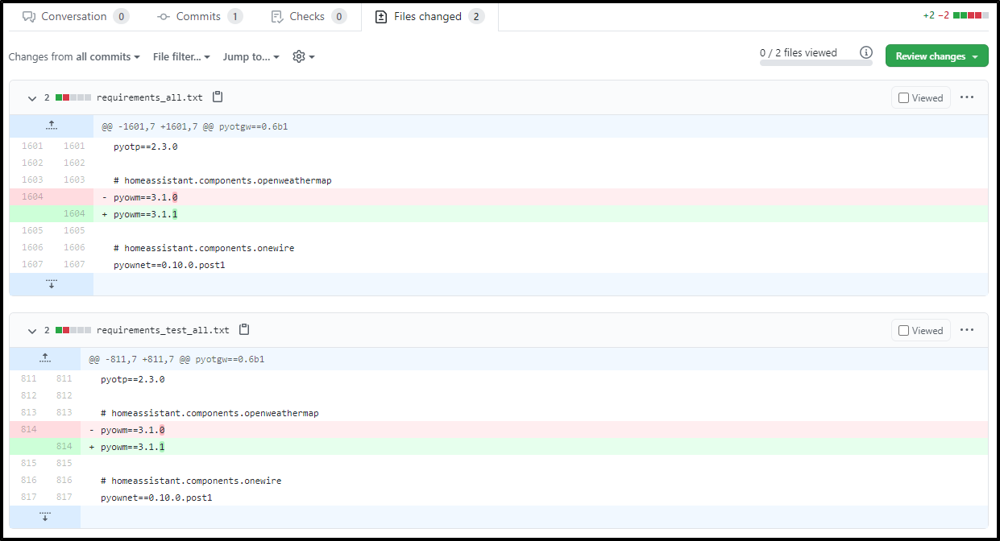 Conversation 0 Commits 1 Checks 0 Files changed 2 +2 −2
Changes from all commits File filter... Jump to... 0 / 2 files viewed Review changes
2 requirements_all.txt Viewed
@@ -1601,7 +1601,7 @@ pyotgw==0.6b1
1601 1601 pyotp==2.3.0
1602 1602
1603 1603 # homeassistant.components.openweathermap
1604 - pyowm==3.1.0
1604 + pyowm==3.1.1
1605 1605
1606 1606 # homeassistant.components.onewire
1607 1607 pyownet==0.10.0.post1
2 requirements_test_all.txt Viewed
@@ -811,7 +811,7 @@ pyotgw==0.6b1
811 811 pyotp==2.3.0
812 812
813 813 # homeassistant.components.openweathermap
814 - pyowm==3.1.0
814 + pyowm==3.1.1
815 815
816 816 # homeassistant.components.onewire
817 817 pyownet==0.10.0.post1